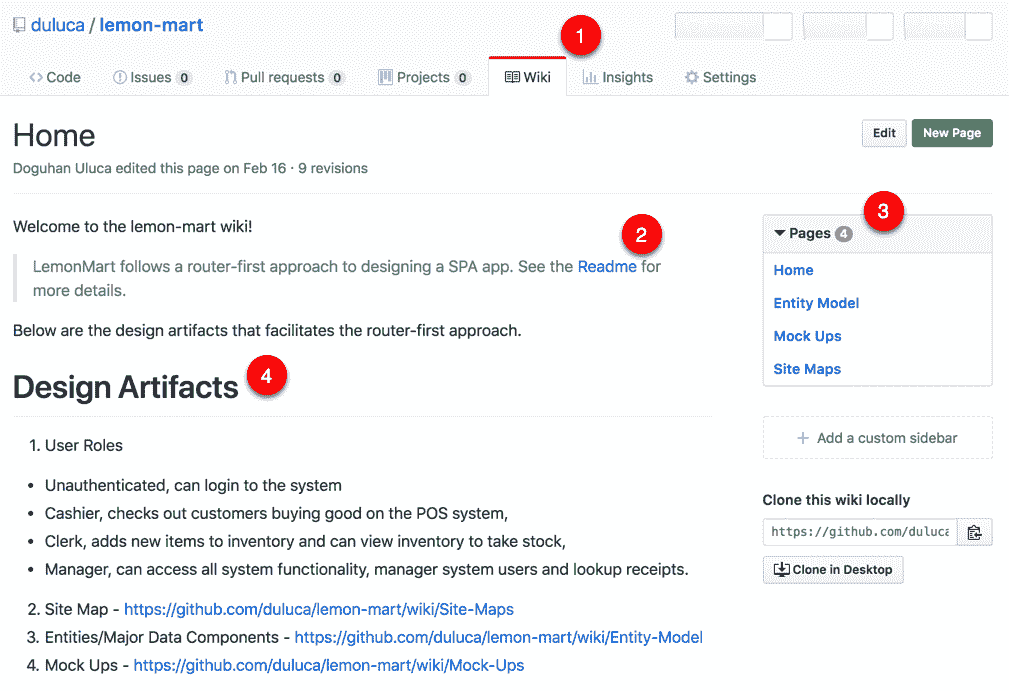 duluca / lemon-mart
1
Code Issues 0 Pull requests 0 Projects 0 Wiki Insights Settings
Home
Edit New Page
Doguhan Uluca edited this page on Feb 16 · 9 revisions
3
Welcome to the lemon-mart wiki!
2
Pages 4
LemonMart follows a router-first approach to designing a SPA app. See the Readme for
more details.
Home
Entity Model
Below are the design artifacts that facilitates the router-first approach.
Mock Ups
Site Maps
Design Artifacts 4
+ Add a custom sidebar
1. User Roles
• Unauthenticated, can login to the system
• Cashier, checks out customers buying good on the POS system,
• Clerk, adds new items to inventory and can view inventory to take stock,
• Manager, can access all system functionality, manager system users and lookup receipts.
Clone this wiki locally
https://github.com/duluca
Clone in Desktop
2. Site Map - https://github.com/duluca/lemon-mart/wiki/Site-Maps
3. Entities/Major Data Components - https://github.com/duluca/lemon-mart/wiki/Entity-Model
4. Mock Ups - https://github.com/duluca/lemon-mart/wiki/Mock-Ups